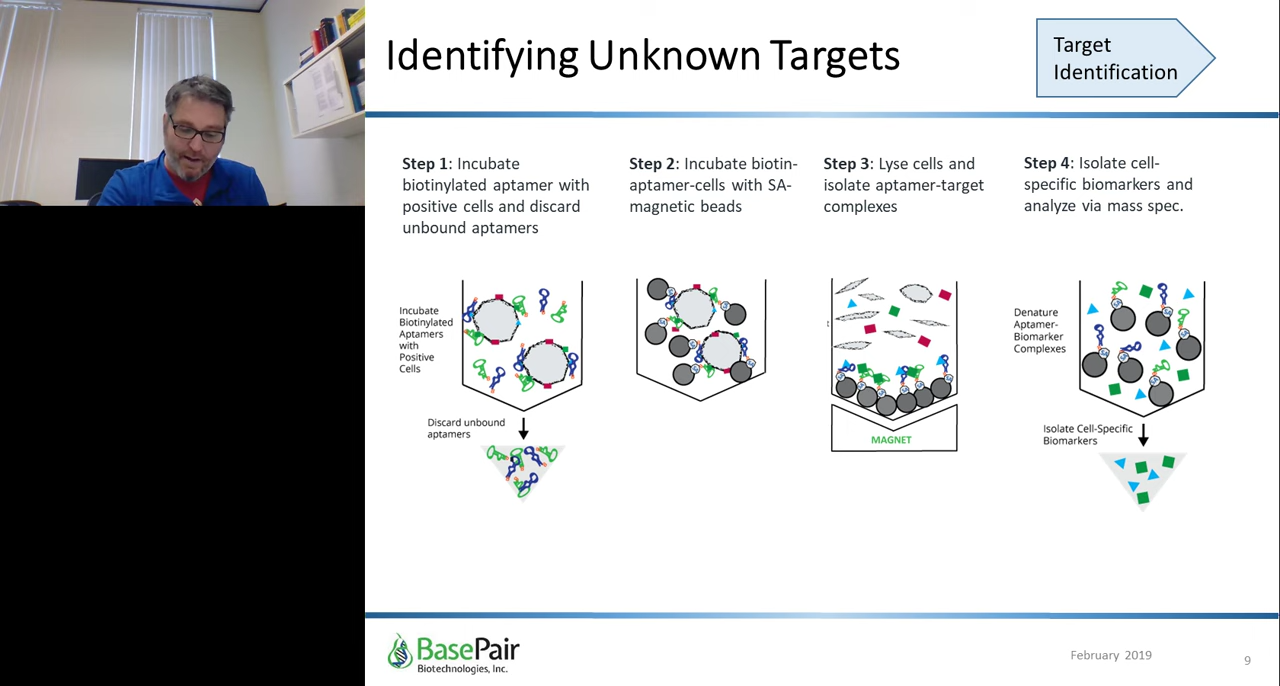 Identifying Unknown Targets
Target
Identification
Step 1: Incubate
biotinylated aptamer with
positive cells and discard
unbound aptamers
Step 2: Incubate biotin-
aptamer-cells with SA-
magnetic beads
Step 3: Lyse cells and
isolate aptamer-target
complexes
Step 4: Isolate cell-
specific biomarkers and
analyze via mass spec.
Incubate
Biotinylated
Aptamers
with
Positive
Cells
Discard unbound
aptamers
MAGNET
Denature
Aptamer-
Biomarker
Complexes
Isolate Cell-Specific
Biomarkers
BasePair
Biotechnologies, Inc.
February 2019
9